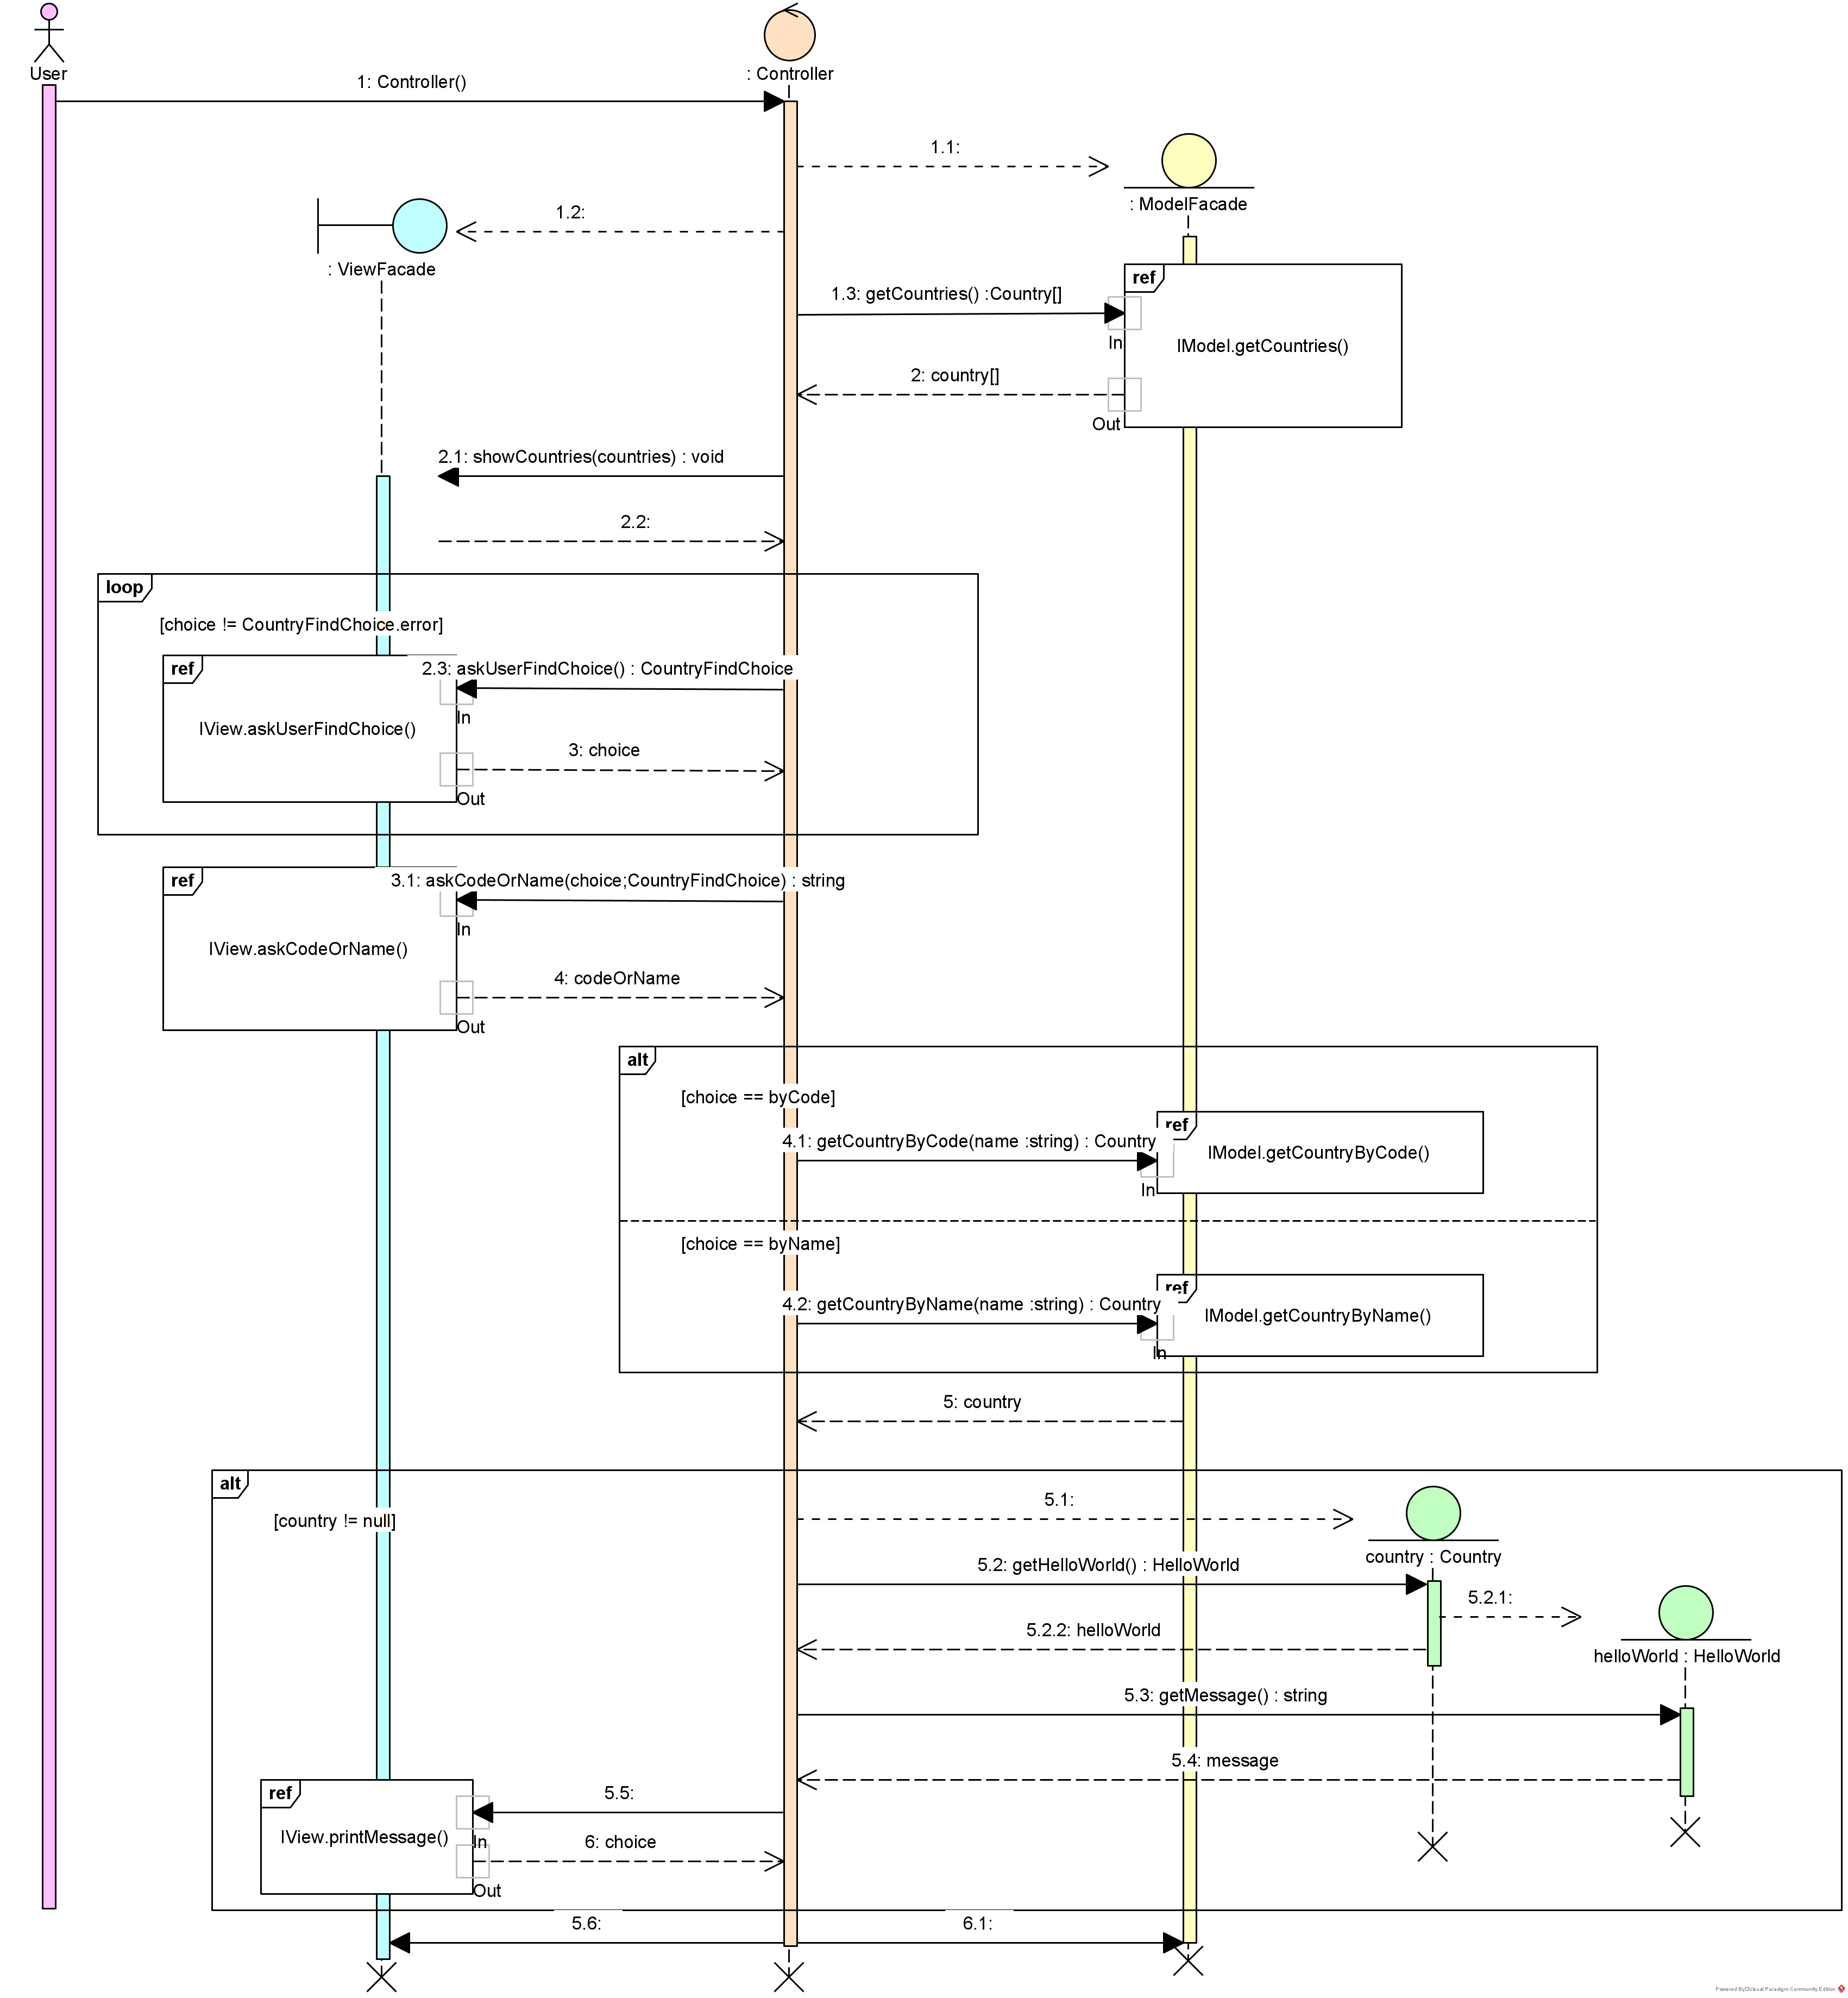 User
: Controller
1: Controller()
1.1:
: ModelFacade
1.2:
: ViewFacade
ref
1.3: getCountries() :Country[]
In
IModel.getCountries()
2: country[]
Out
2.1: showCountries(countries) : void
2.2:
loop
[choice != CountryFindChoice.error]
ref
2.3: askUserFindChoice() : CountryFindChoice
In
IView.askUserFindChoice()
3: choice
Out
ref
3.1: askCodeOrName(choice;CountryFindChoice) : string
In
IView.askCodeOrName()
4: codeOrName
Out
alt
[choice == byCode]
ref
4.1: getCountryByCode(name :string) : Country
IModel.getCountryByCode()
In
[choice == byName]
ref
4.2: getCountryByName(name :string) : Country
IModel.getCountryByName()
In
5: country
alt
[country != null]
5.1:
country : Country
5.2: getHelloWorld() : HelloWorld
5.2.1:
5.2.2: helloWorld
helloWorld : HelloWorld
5.3: getMessage() : string
5.4: message
ref
5.5:
IView.printMessage()
In
6: choice
Out
5.6:
6.1:
Powered By Visual Paradigm Community Edition